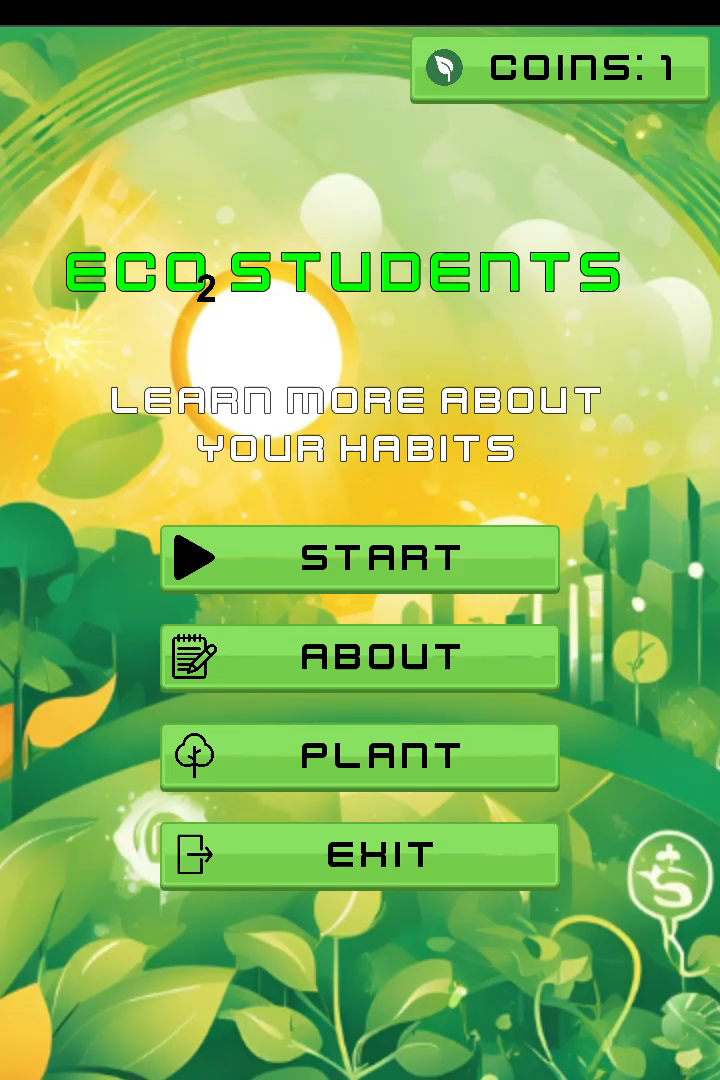 COINS: 1
ECO₂ STUDENTS
LEARN MORE ABOUT
YOUR HABITS
START
ABOUT
PLANT
EXIT